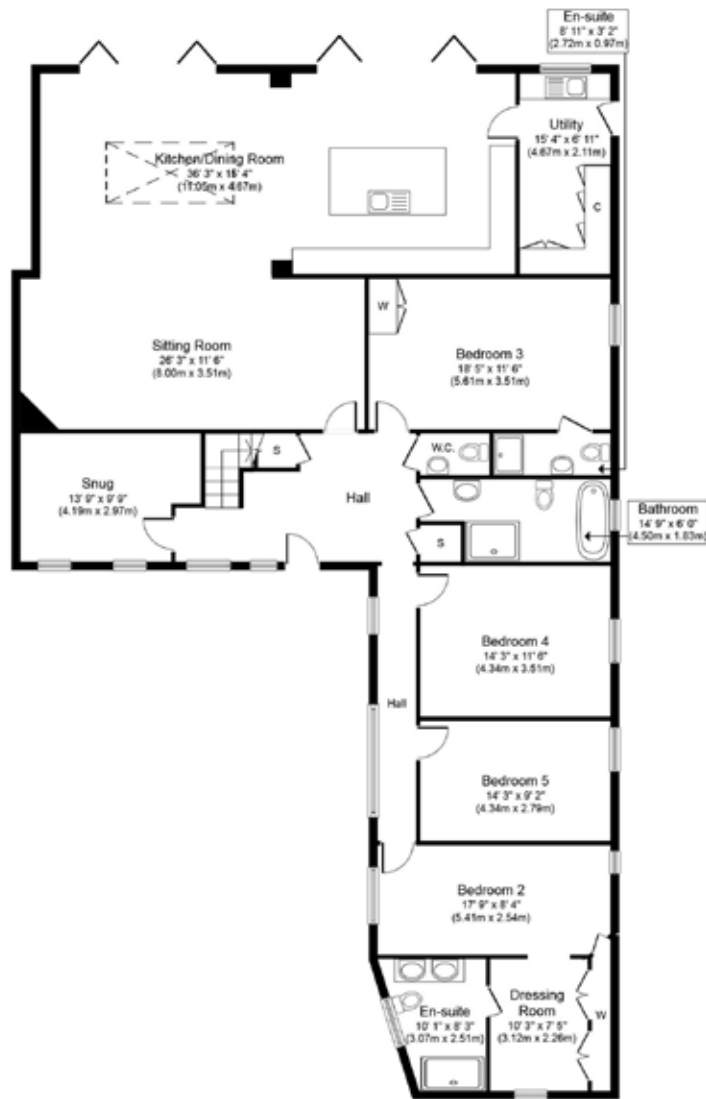 En-suite
8' 11" x 3' 2"
(2.72m x 0.97m)
Utility
15' 4" x 6' 11"
(4.67m x 2.11m)
C
Kitchen/Dining Room
36' 3" x 15' 4"
(11.05m x 4.67m)
W
Sitting Room
26' 3" x 11' 6"
(8.00m x 3.51m)
Bedroom 3
18' 5" x 11' 6"
(5.61m x 3.51m)
S
W.C.
Snug
13' 9" x 9' 9"
(4.19m x 2.97m)
Hall
Bathroom
14' 9" x 6' 0"
(4.50m x 1.83m)
S
Bedroom 4
14' 3" x 11' 6"
(4.34m x 3.51m)
Hall
Bedroom 5
14' 3" x 9' 2"
(4.34m x 2.79m)
Bedroom 2
17' 9" x 8' 4"
(5.41m x 2.54m)
En-suite
10' 1" x 8' 3"
(3.07m x 2.51m)
Dressing
Room
10' 3" x 7' 5"
(3.12m x 2.26m)
W